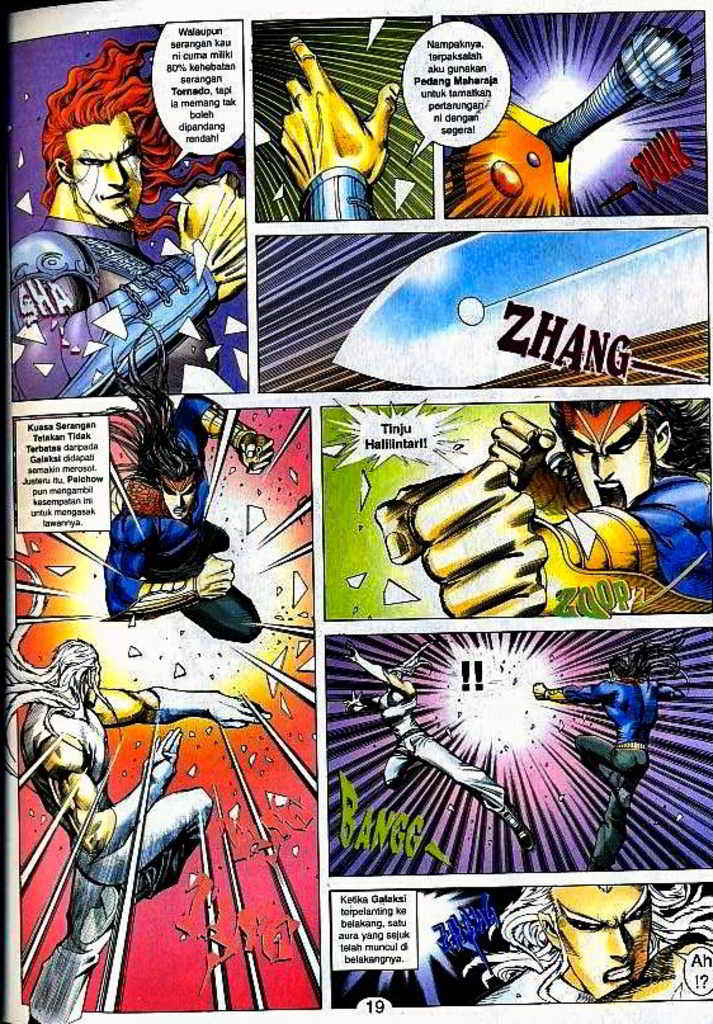 Walaupun
serangan kau
ni cuma miliki
80% kehebatan
serangan
Tornado, tapi
ia memang tak
boleh
dipandang
rendah!
Nampaknya,
terpaksalah
aku gunakan
Pedang Maharaja
untuk tamatkan
pertarungan
ni dengan
segera!
ZHANG
Kuasa Serangan
Tetakan Tidak
Terbatas daripada
Galaksi didapati
semakin merosot.
Justeru itu, Peichow
pun mengambil
kesempatan ini
untuk mengasak
lawannya.
Tinju
Halilintar!
ZOOP
!!
BANGG
Ketika Galaksi
terpelanting ke
belakang, satu
aura yang sejuk
telah muncul di
belakangnya.
Ah
!?
19